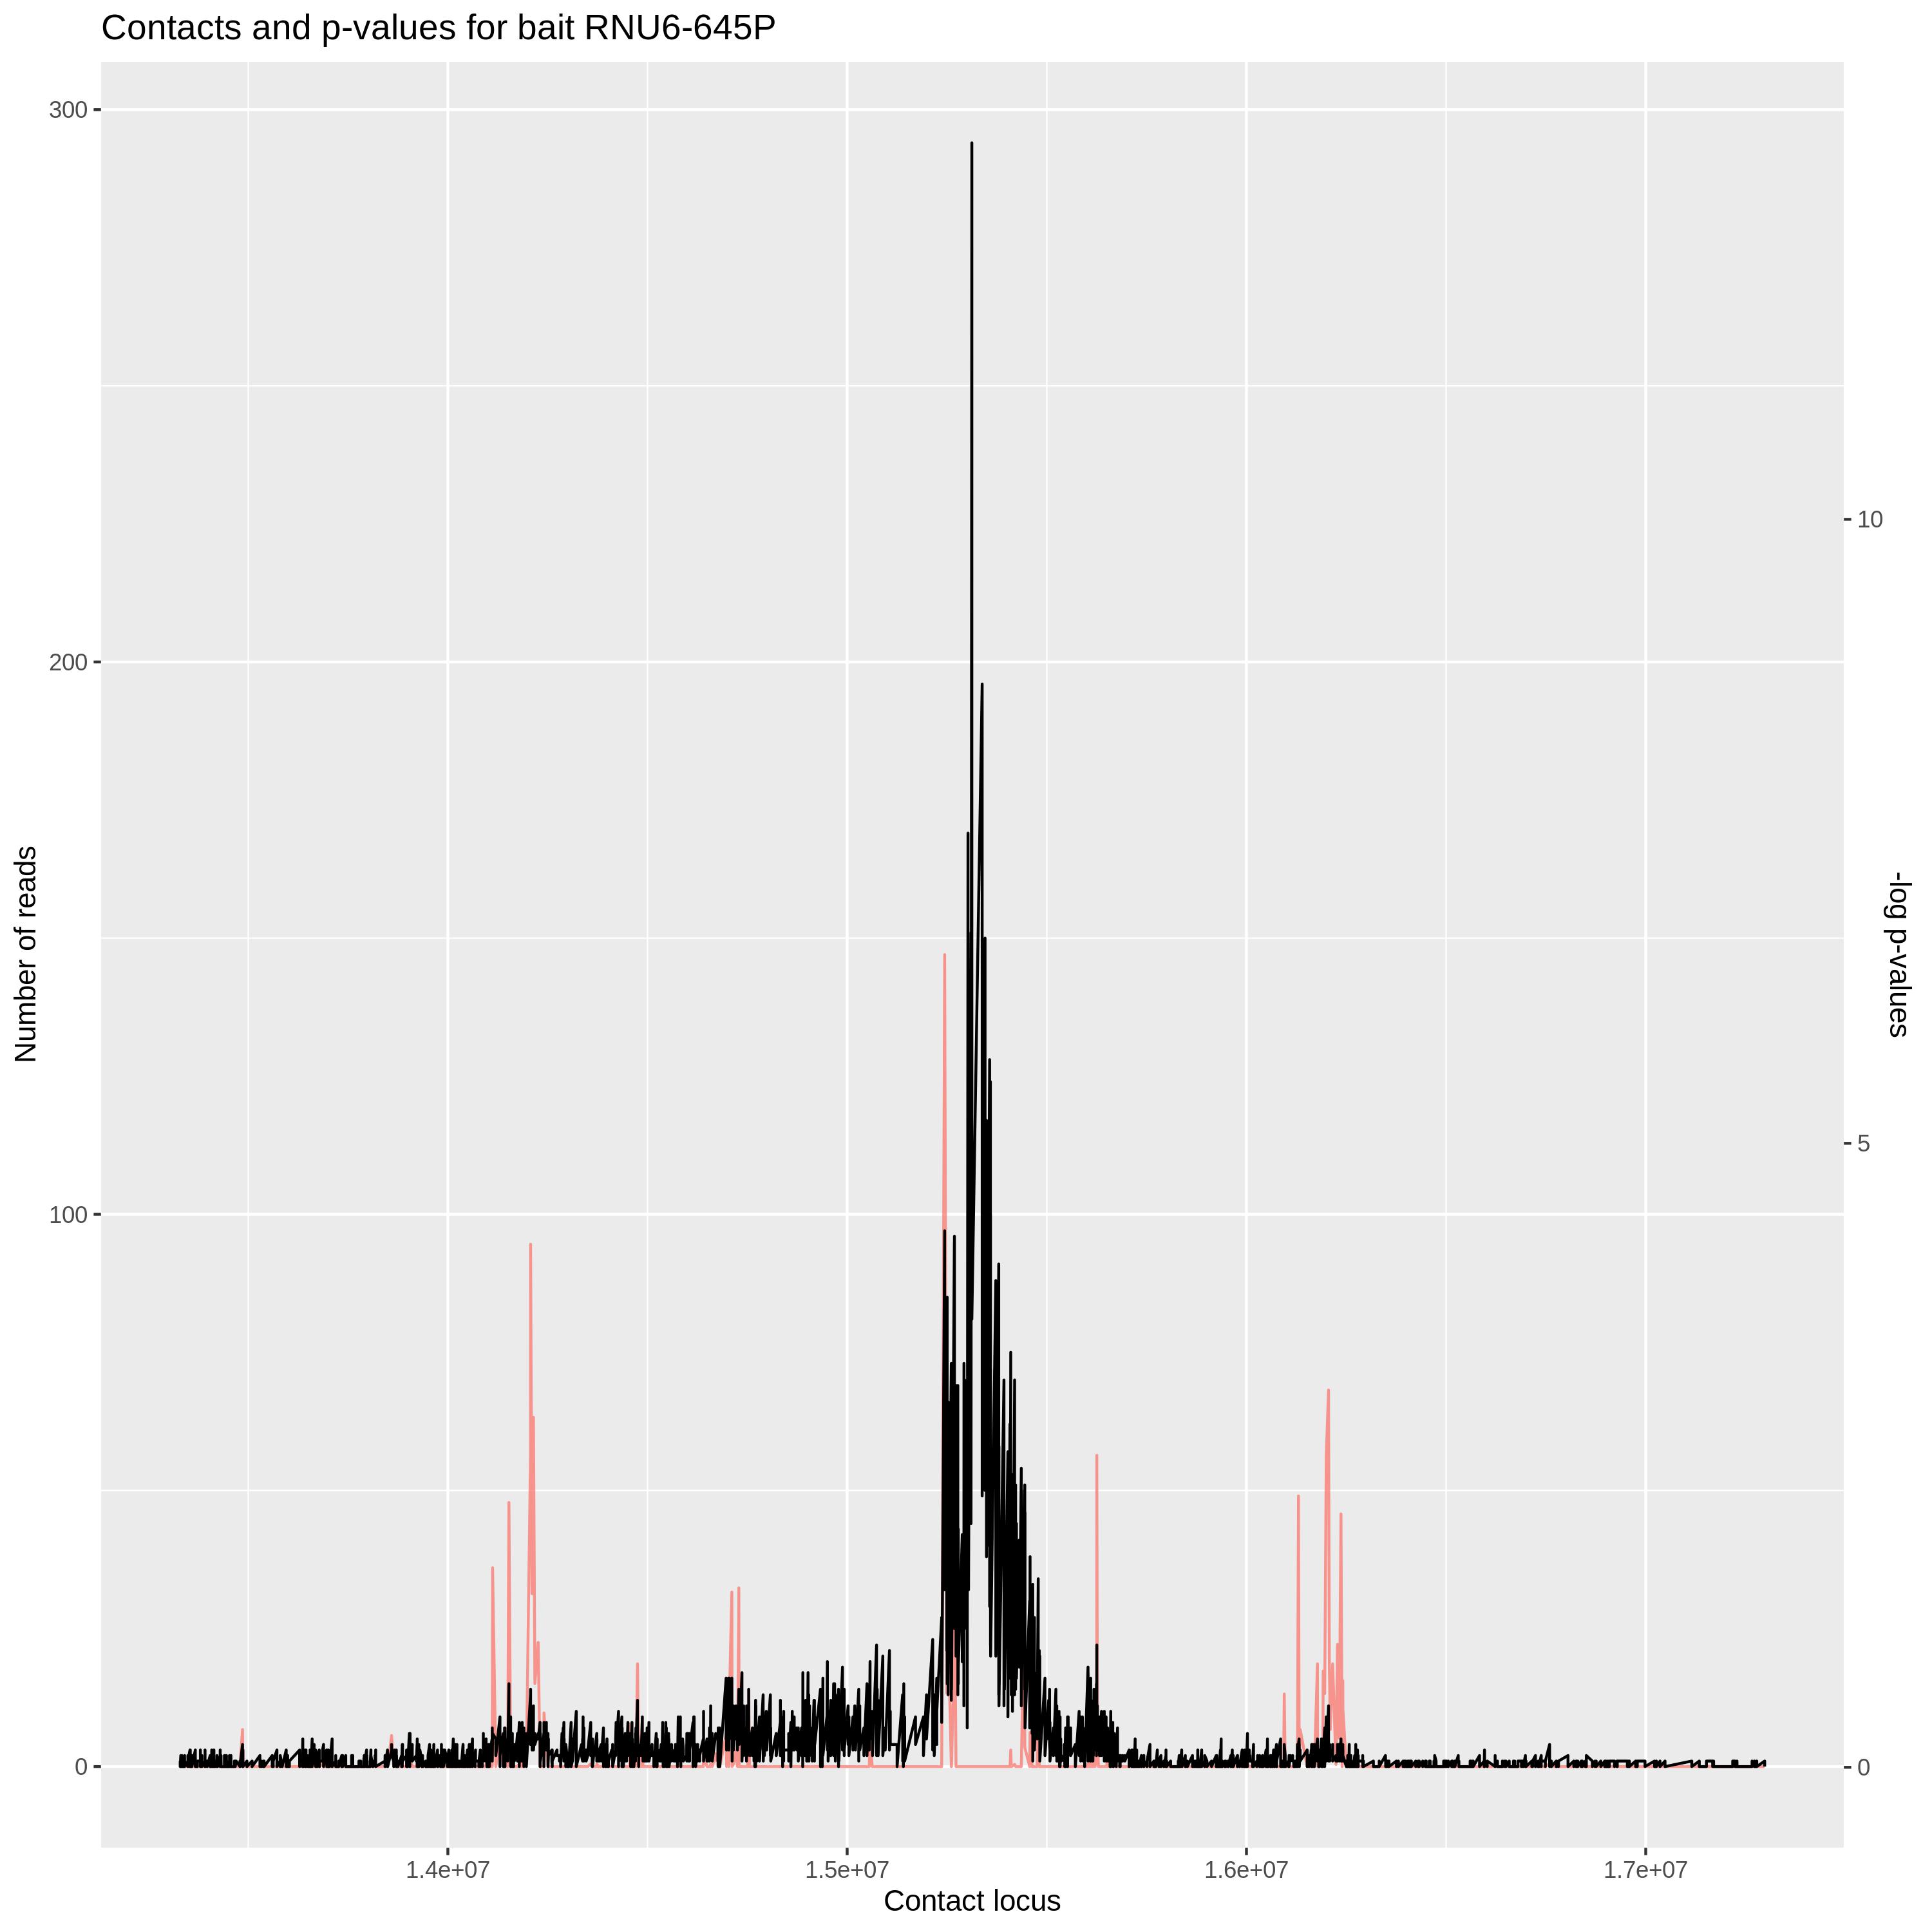 Contacts and p-values for bait RNU6-645P
300
200
100
0
Number of reads
10
5
0
-log p-values
1.4e+07
1.5e+07
1.6e+07
1.7e+07
Contact locus